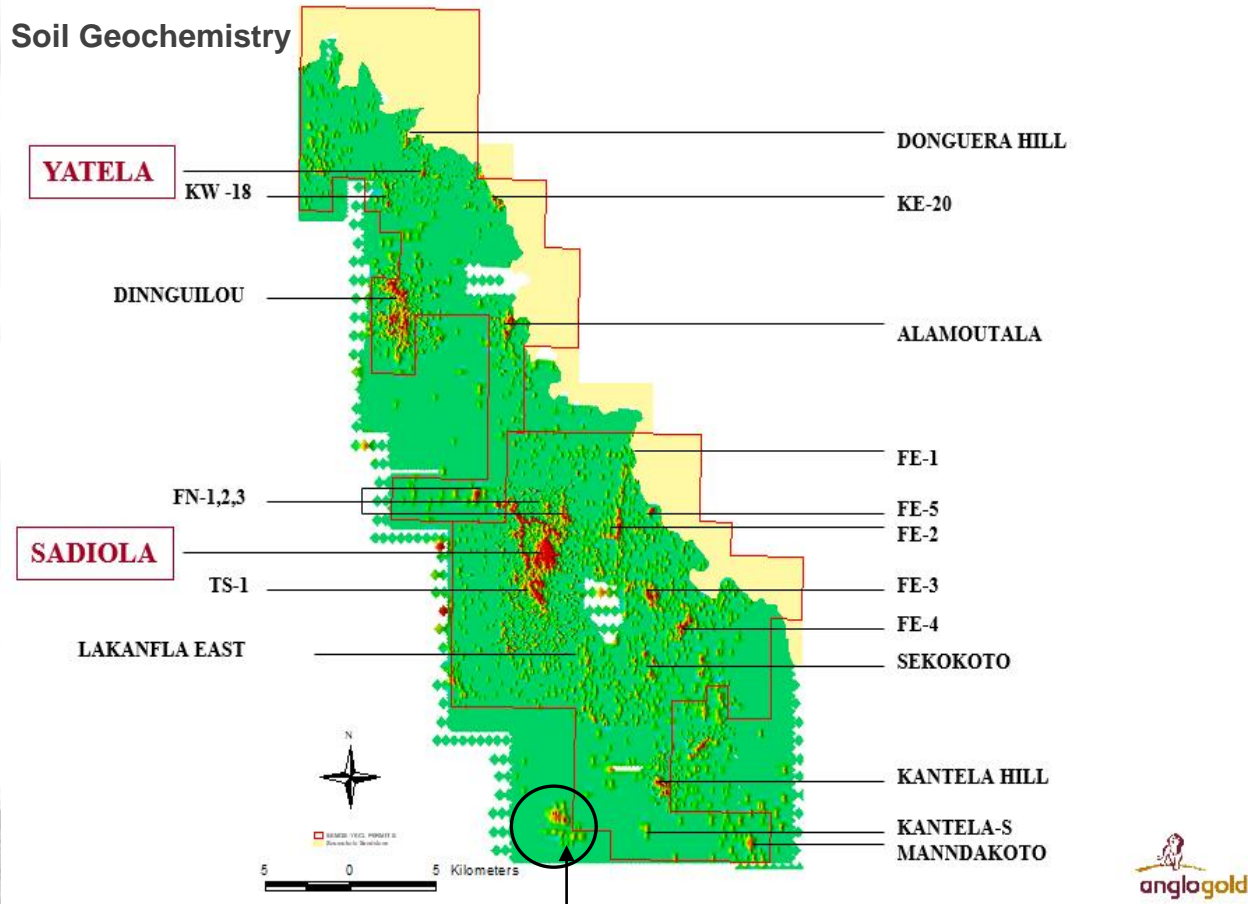 Soil Geochemistry
DONGUERA HILL
YATELA
KW -18
KE-20
DINNGUILOU
ALAMOUTALA
FE-1
FN-1,2,3
FE-5
FE-2
SADIOLA
TS-1
FE-3
FE-4
LAKANFLA EAST
SEKOKOTO
N
KANTELA HILL
KANTELA-S
MANNDAKOTO
5 0 5 Kilometers
anglogold